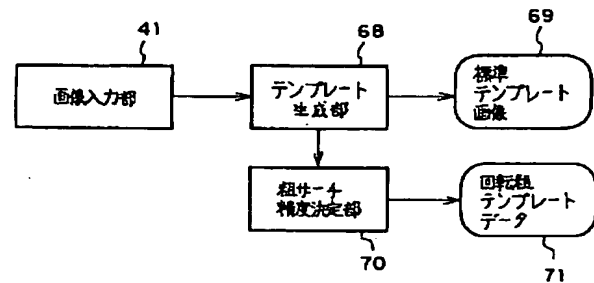 41
68
69
画像入力部
テンプレート
生成部
標準
テンプレート
画像
粗サーチ
精度決定部
回転粗
テンプレート
データ
70
71